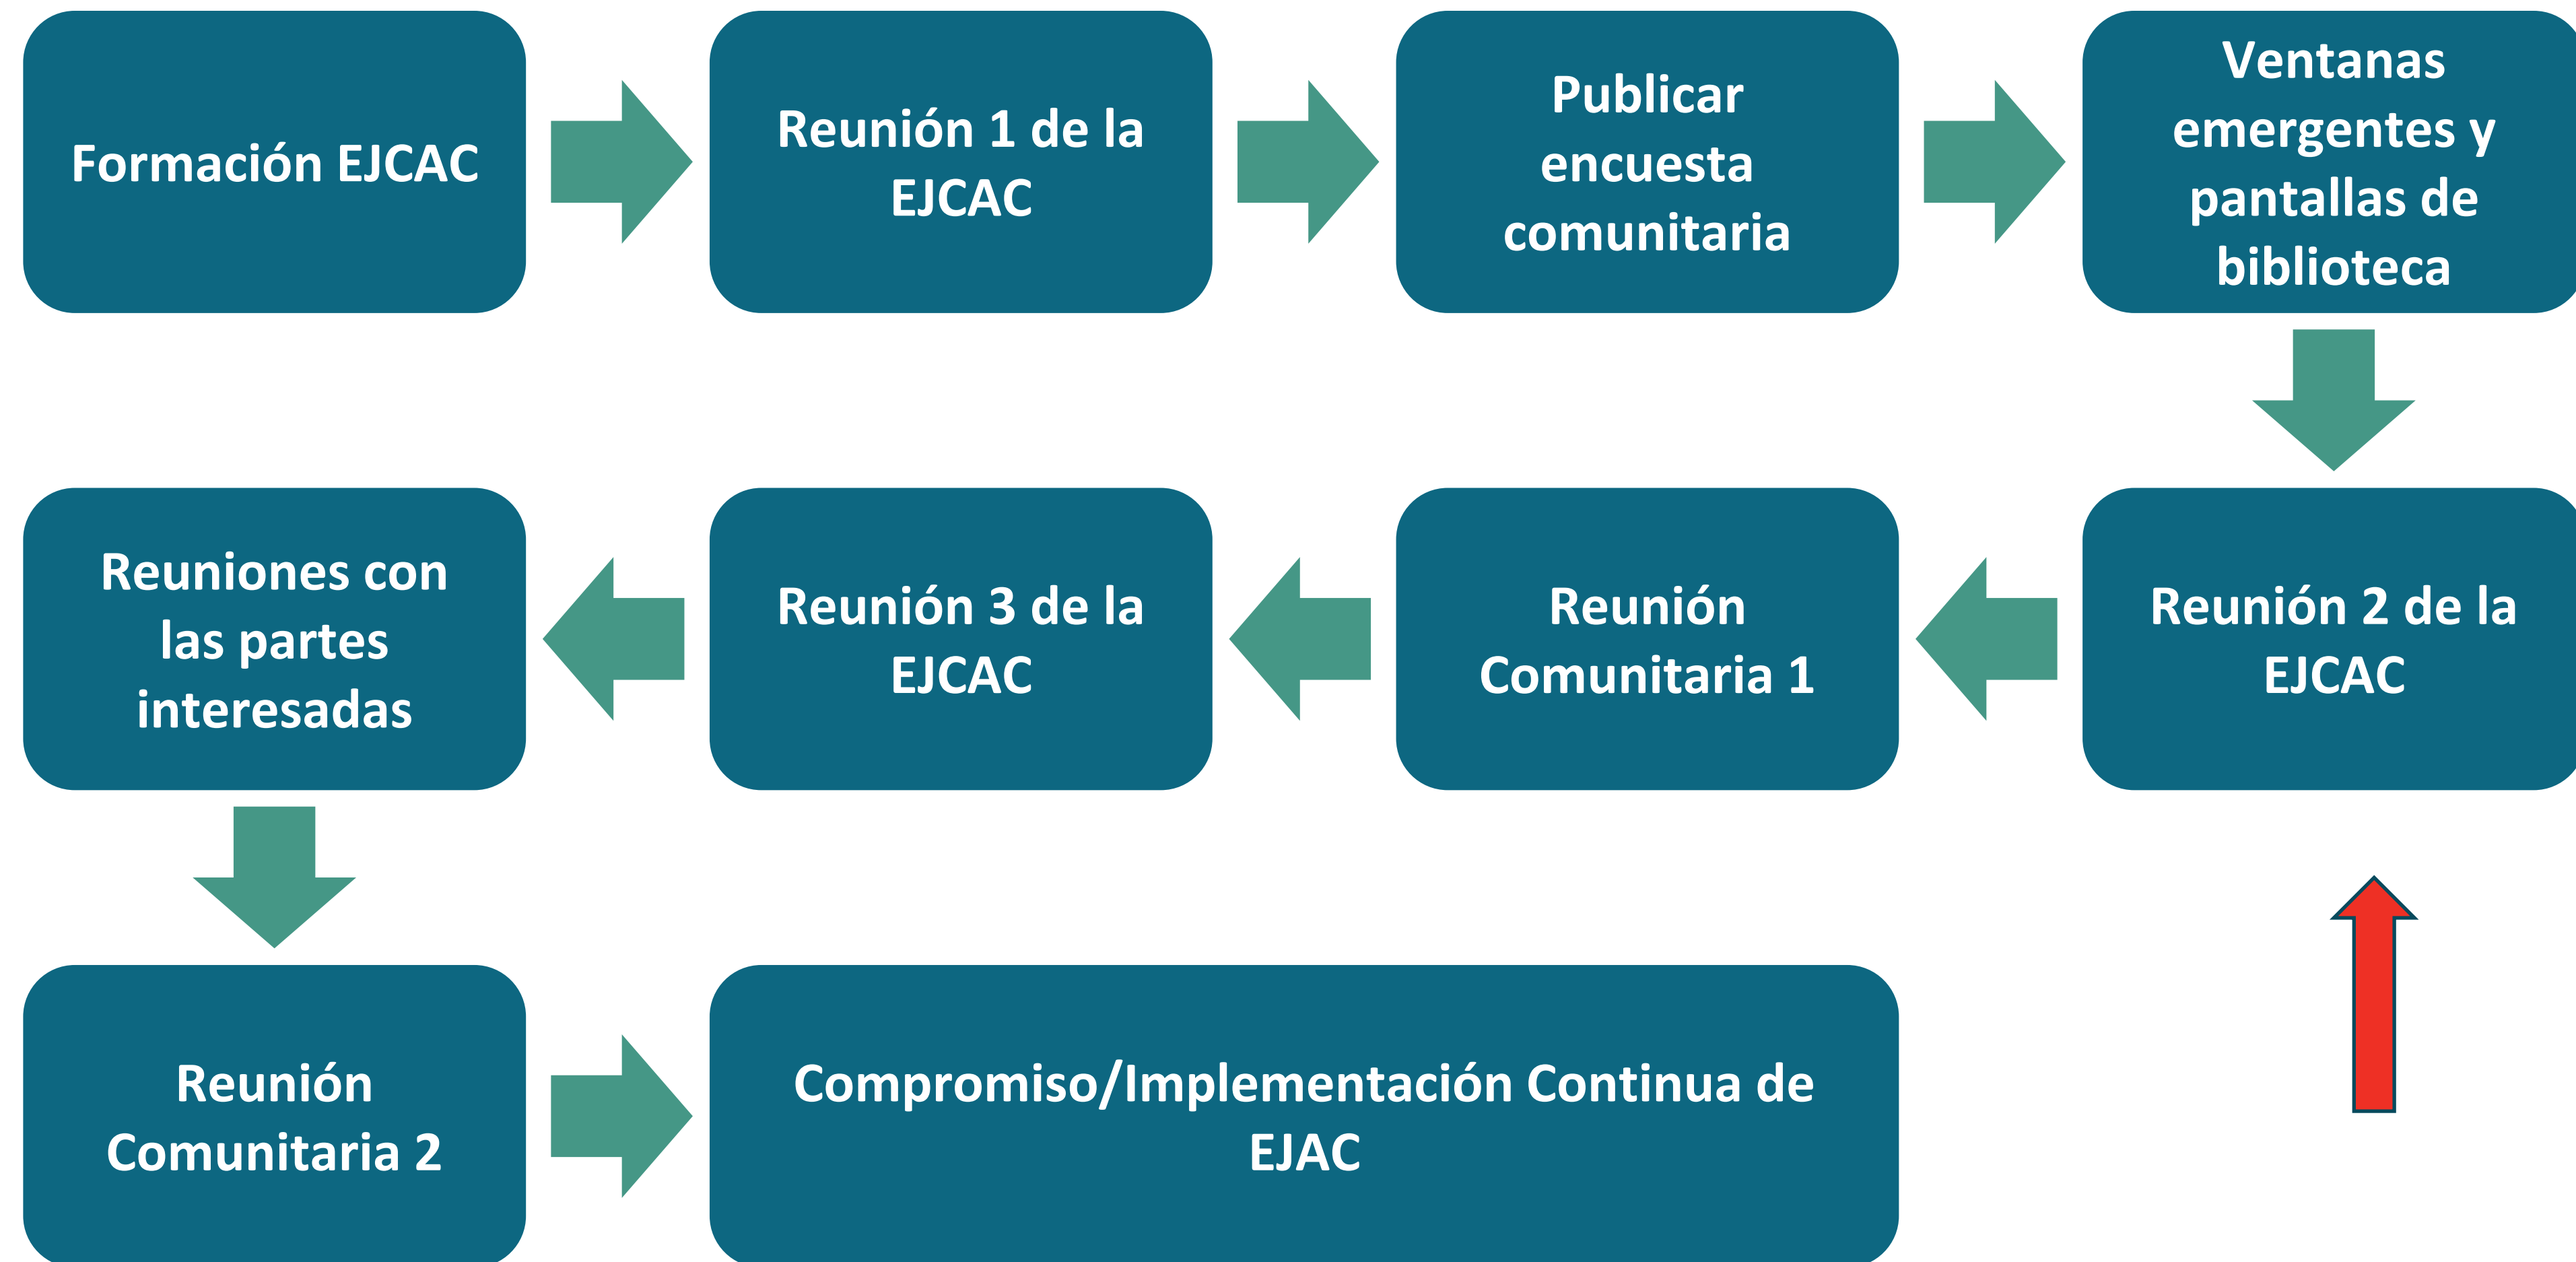 Formación EJCAC
Reunión 1 de la
EJCAC
Publicar
encuesta
comunitaria
Ventanas
emergentes y
pantallas de
biblioteca
Reunión 2 de la
EJCAC
Reunión
Comunitaria 1
Reunión 3 de la
EJCAC
Reuniones con
las partes
interesadas
Reunión
Comunitaria 2
Compromiso/Implementación Continua de
EJAC